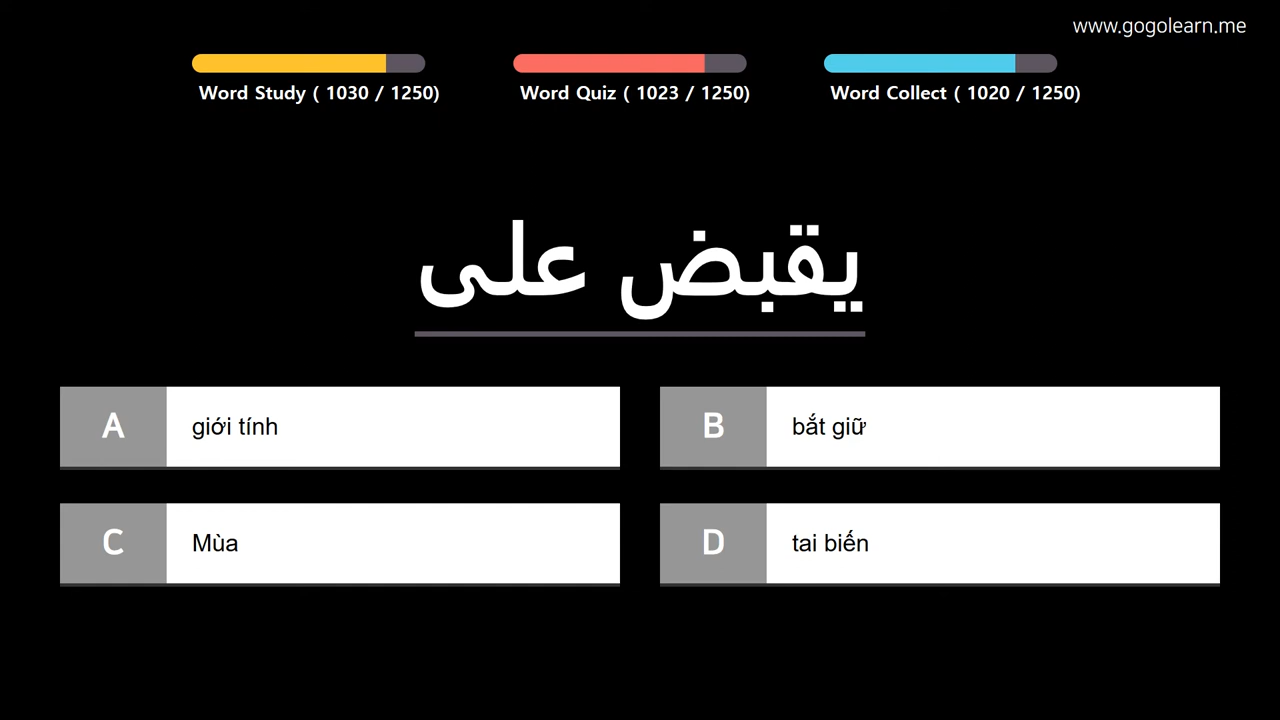 www.gogolearn.me
Word Study ( 1030 / 1250)
Word Quiz ( 1023 / 1250)
Word Collect ( 1020 / 1250)
يقبض على
A
giới tính
B
bắt giữ
C
Mùa
D
tai biến